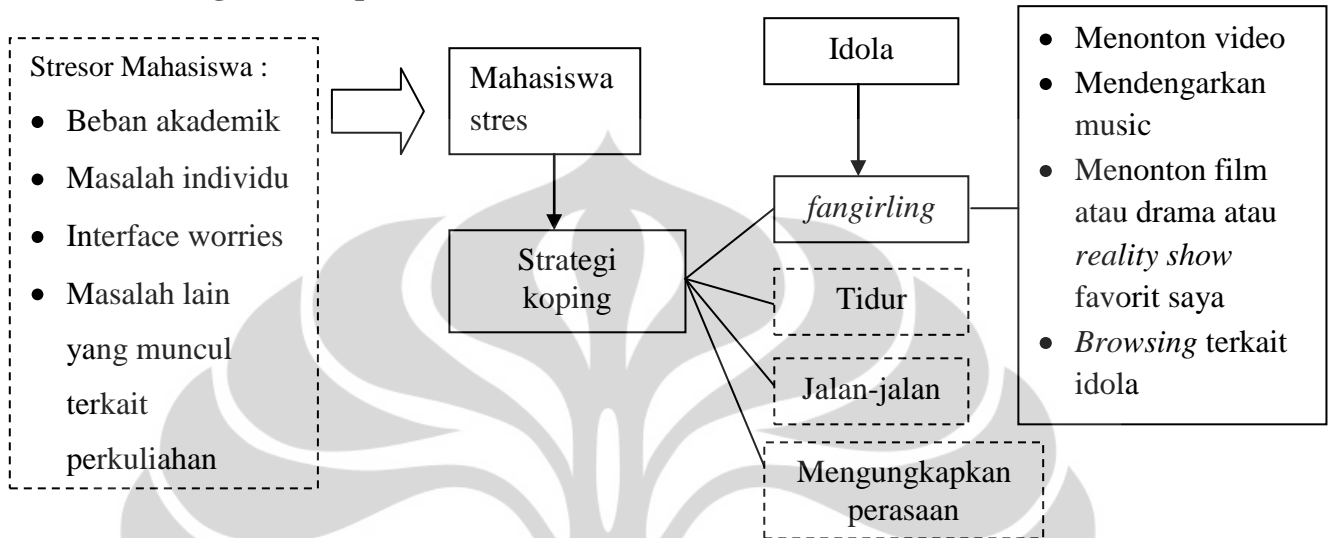 Stresor Mahasiswa :
• Beban akademik
• Masalah individu
• Interface worries
• Masalah lain
yang muncul
terkait
perkuliahan
Mahasiswa
stres
Strategi
koping
Idola
fangirling
Tidur
Jalan-jalan
Mengungkapkan
perasaan
• Menonton video
• Mendengarkan
music
• Menonton film
atau drama atau
reality show
favorit saya
• Browsing terkait
idola